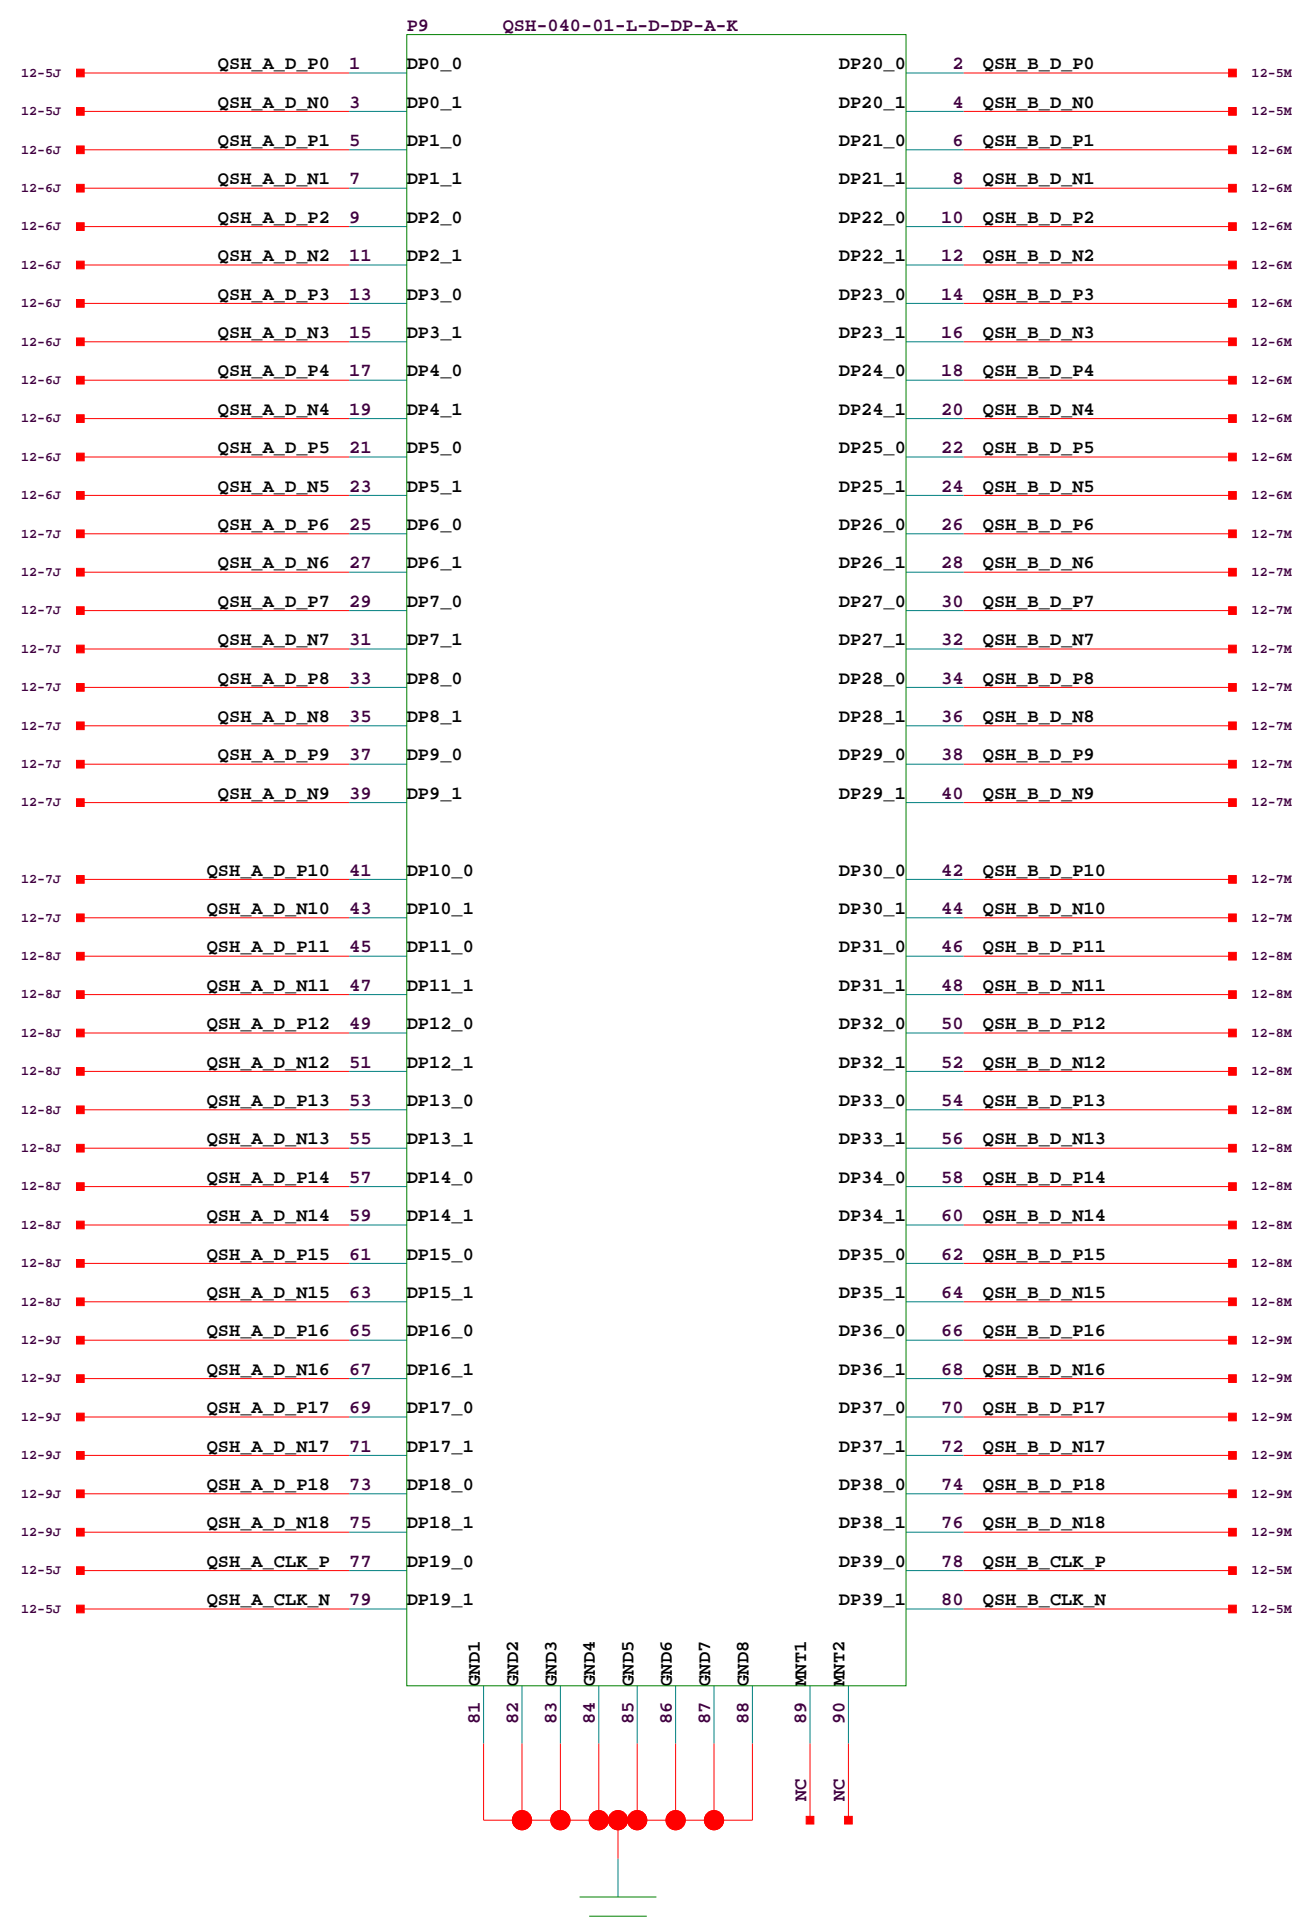 P9 QSH-040-01-L-D-DP-A-K
12-5J QSH_A_D_P0 1 DP0_0 DP20_0 2 QSH_B_D_P0 12-5M
12-5J QSH_A_D_N0 3 DP0_1 DP20_1 4 QSH_B_D_N0 12-5M
12-6J QSH_A_D_P1 5 DP1_0 DP21_0 6 QSH_B_D_P1 12-6M
12-6J QSH_A_D_N1 7 DP1_1 DP21_1 8 QSH_B_D_N1 12-6M
12-6J QSH_A_D_P2 9 DP2_0 DP22_0 10 QSH_B_D_P2 12-6M
12-6J QSH_A_D_N2 11 DP2_1 DP22_1 12 QSH_B_D_N2 12-6M
12-6J QSH_A_D_P3 13 DP3_0 DP23_0 14 QSH_B_D_P3 12-6M
12-6J QSH_A_D_N3 15 DP3_1 DP23_1 16 QSH_B_D_N3 12-6M
12-6J QSH_A_D_P4 17 DP4_0 DP24_0 18 QSH_B_D_P4 12-6M
12-6J QSH_A_D_N4 19 DP4_1 DP24_1 20 QSH_B_D_N4 12-6M
12-6J QSH_A_D_P5 21 DP5_0 DP25_0 22 QSH_B_D_P5 12-6M
12-6J QSH_A_D_N5 23 DP5_1 DP25_1 24 QSH_B_D_N5 12-6M
12-7J QSH_A_D_P6 25 DP6_0 DP26_0 26 QSH_B_D_P6 12-7M
12-7J QSH_A_D_N6 27 DP6_1 DP26_1 28 QSH_B_D_N6 12-7M
12-7J QSH_A_D_P7 29 DP7_0 DP27_0 30 QSH_B_D_P7 12-7M
12-7J QSH_A_D_N7 31 DP7_1 DP27_1 32 QSH_B_D_N7 12-7M
12-7J QSH_A_D_P8 33 DP8_0 DP28_0 34 QSH_B_D_P8 12-7M
12-7J QSH_A_D_N8 35 DP8_1 DP28_1 36 QSH_B_D_N8 12-7M
12-7J QSH_A_D_P9 37 DP9_0 DP29_0 38 QSH_B_D_P9 12-7M
12-7J QSH_A_D_N9 39 DP9_1 DP29_1 40 QSH_B_D_N9 12-7M
12-7J QSH_A_D_P10 41 DP10_0 DP30_0 42 QSH_B_D_P10 12-7M
12-7J QSH_A_D_N10 43 DP10_1 DP30_1 44 QSH_B_D_N10 12-7M
12-8J QSH_A_D_P11 45 DP11_0 DP31_0 46 QSH_B_D_P11 12-8M
12-8J QSH_A_D_N11 47 DP11_1 DP31_1 48 QSH_B_D_N11 12-8M
12-8J QSH_A_D_P12 49 DP12_0 DP32_0 50 QSH_B_D_P12 12-8M
12-8J QSH_A_D_N12 51 DP12_1 DP32_1 52 QSH_B_D_N12 12-8M
12-8J QSH_A_D_P13 53 DP13_0 DP33_0 54 QSH_B_D_P13 12-8M
12-8J QSH_A_D_N13 55 DP13_1 DP33_1 56 QSH_B_D_N13 12-8M
12-8J QSH_A_D_P14 57 DP14_0 DP34_0 58 QSH_B_D_P14 12-8M
12-8J QSH_A_D_N14 59 DP14_1 DP34_1 60 QSH_B_D_N14 12-8M
12-8J QSH_A_D_P15 61 DP15_0 DP35_0 62 QSH_B_D_P15 12-8M
12-8J QSH_A_D_N15 63 DP15_1 DP35_1 64 QSH_B_D_N15 12-8M
12-9J QSH_A_D_P16 65 DP16_0 DP36_0 66 QSH_B_D_P16 12-9M
12-9J QSH_A_D_N16 67 DP16_1 DP36_1 68 QSH_B_D_N16 12-9M
12-9J QSH_A_D_P17 69 DP17_0 DP37_0 70 QSH_B_D_P17 12-9M
12-9J QSH_A_D_N17 71 DP17_1 DP37_1 72 QSH_B_D_N17 12-9M
12-9J QSH_A_D_P18 73 DP18_0 DP38_0 74 QSH_B_D_P18 12-9M
12-9J QSH_A_D_N18 75 DP18_1 DP38_1 76 QSH_B_D_N18 12-9M
12-5J QSH_A_CLK_P 77 DP19_0 DP39_0 78 QSH_B_CLK_P 12-5M
12-5J QSH_A_CLK_N 79 DP19_1 DP39_1 80 QSH_B_CLK_N 12-5M
GND1 GND2 GND3 GND4 GND5 GND6 GND7 GND8 MNT1 MNT2
81 82 83 84 85 86 87 88 89 90
NC NC